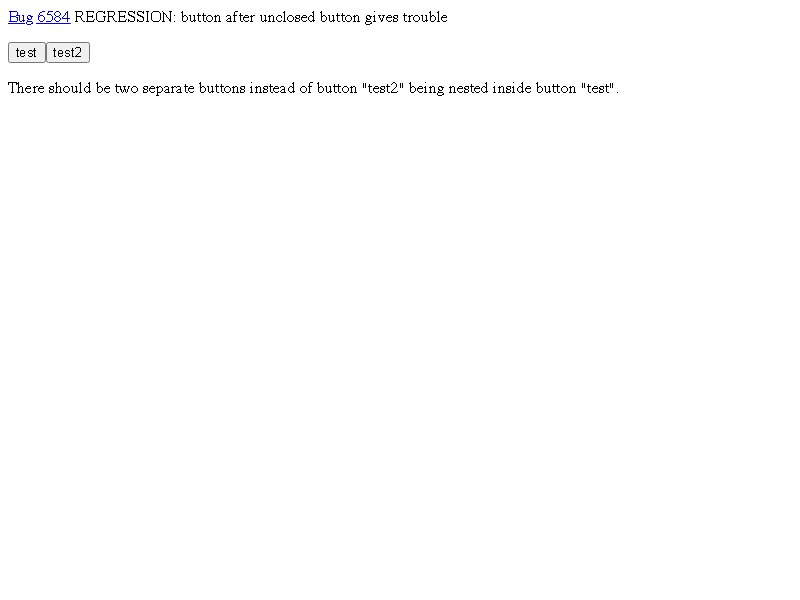 Bug 6584 REGRESSION: button after unclosed button gives trouble
test test2
There should be two separate buttons instead of button "test2" being nested inside button "test".